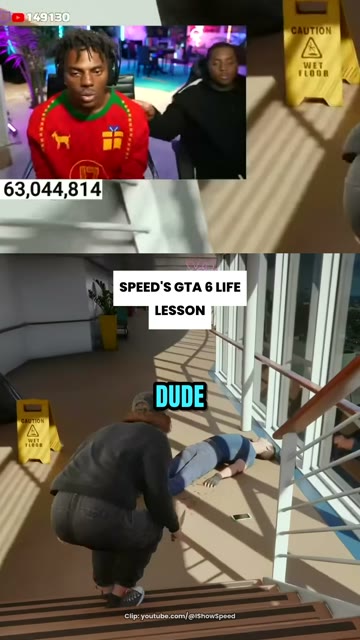 149130
CAUTION
WET
FLOOR
63,044,814
SPEED'S GTA 6 LIFE
LESSON
DUDE
CAUTION
WET
FLOOR
Clip: youtube.com/@IShowSpeed